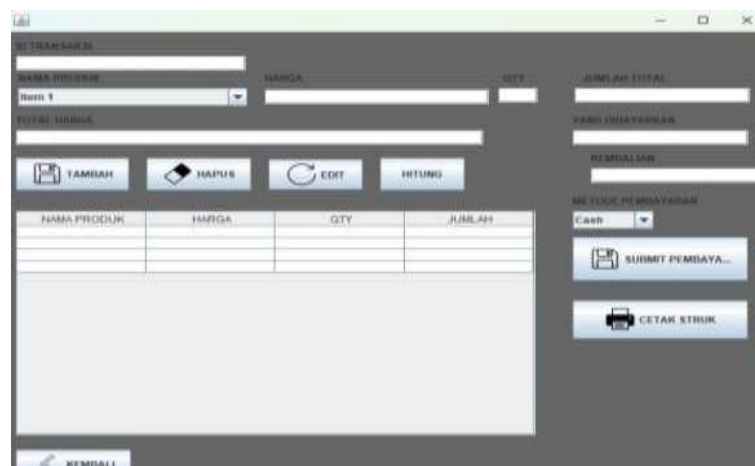 ID TRANSAKSI
NAMA PRODUK HARGA QTY JUMLAH TOTAL
Item 1
TOTAL HARGA YANG DIBAYARKAN
KEMBALIAN
TAMBAH HAPUS EDIT HITUNG
METODE PEMBAYARAN
NAMA PRODUK HARGA QTY JUMLAH
Cash
SUBMIT PEMBAYA...
CETAK STRUK
KEMBALI